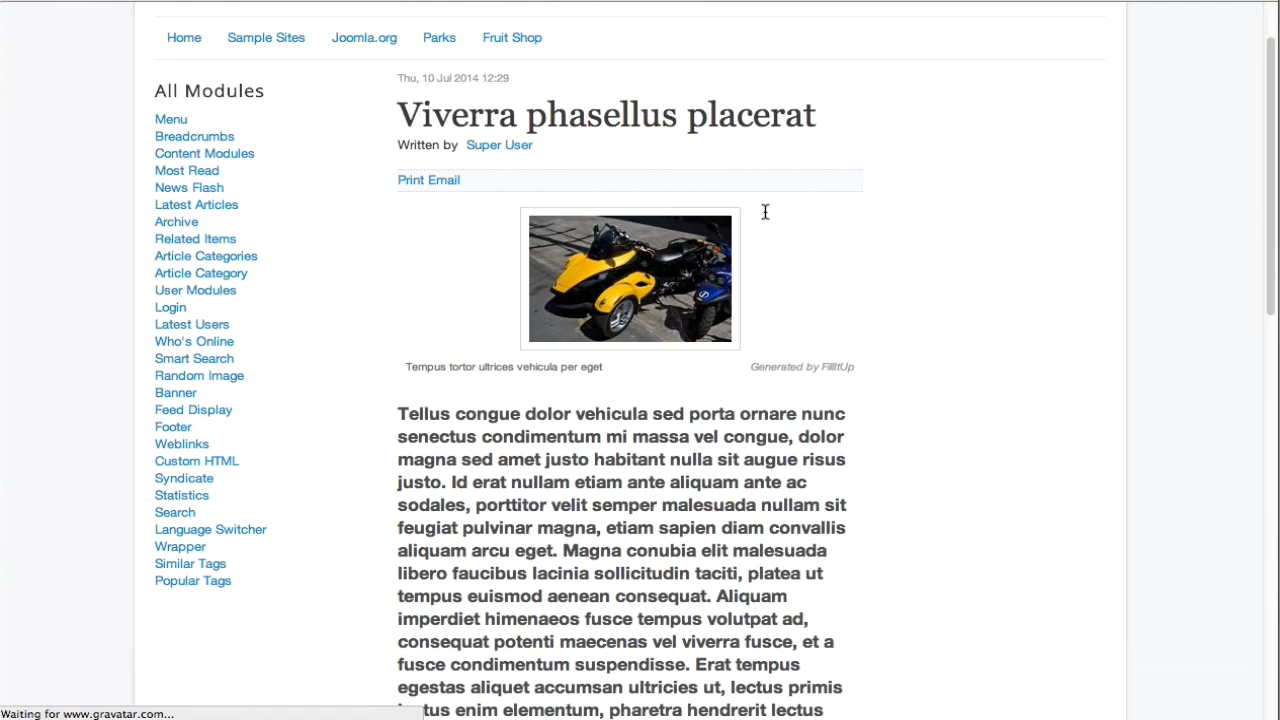 Home Sample Sites Joomla.org Parks Fruit Shop
All Modules
Menu
Breadcrumbs
Content Modules
Most Read
News Flash
Latest Articles
Archive
Related Items
Article Categories
Article Category
User Modules
Login
Latest Users
Who's Online
Smart Search
Random Image
Banner
Feed Display
Footer
Weblinks
Custom HTML
Syndicate
Statistics
Search
Language Switcher
Wrapper
Similar Tags
Popular Tags
Thu, 10 Jul 2014 12:29
Viverra phasellus placerat
Written by Super User
Print Email
Tempus tortor ultrices vehicula per eget
Generated by FillItUp
Tellus congue dolor vehicula sed porta ornare nunc
senectus condimentum mi massa vel congue, dolor
magna sed amet justo habitant nulla sit augue risus
justo. Id erat nullam etiam ante aliquam ante ac
sodales, porttitor velit semper malesuada nullam sit
feugiat pulvinar magna, etiam sapien diam convallis
aliquam arcu eget. Magna conubia elit malesuada
libero faucibus lacinia sollicitudin taciti, platea ut
tempus euismod aenean consequat. Aliquam
imperdiet himenaeos fusce tempus volutpat ad,
consequat potenti maecenas vel viverra fusce, et a
fusce condimentum suspendisse. Erat tempus
egestas aliquet accumsan ultricies ut, lectus primis
enim elementum, pharetra hendrerit lectus
Waiting for www.gravatar.com...